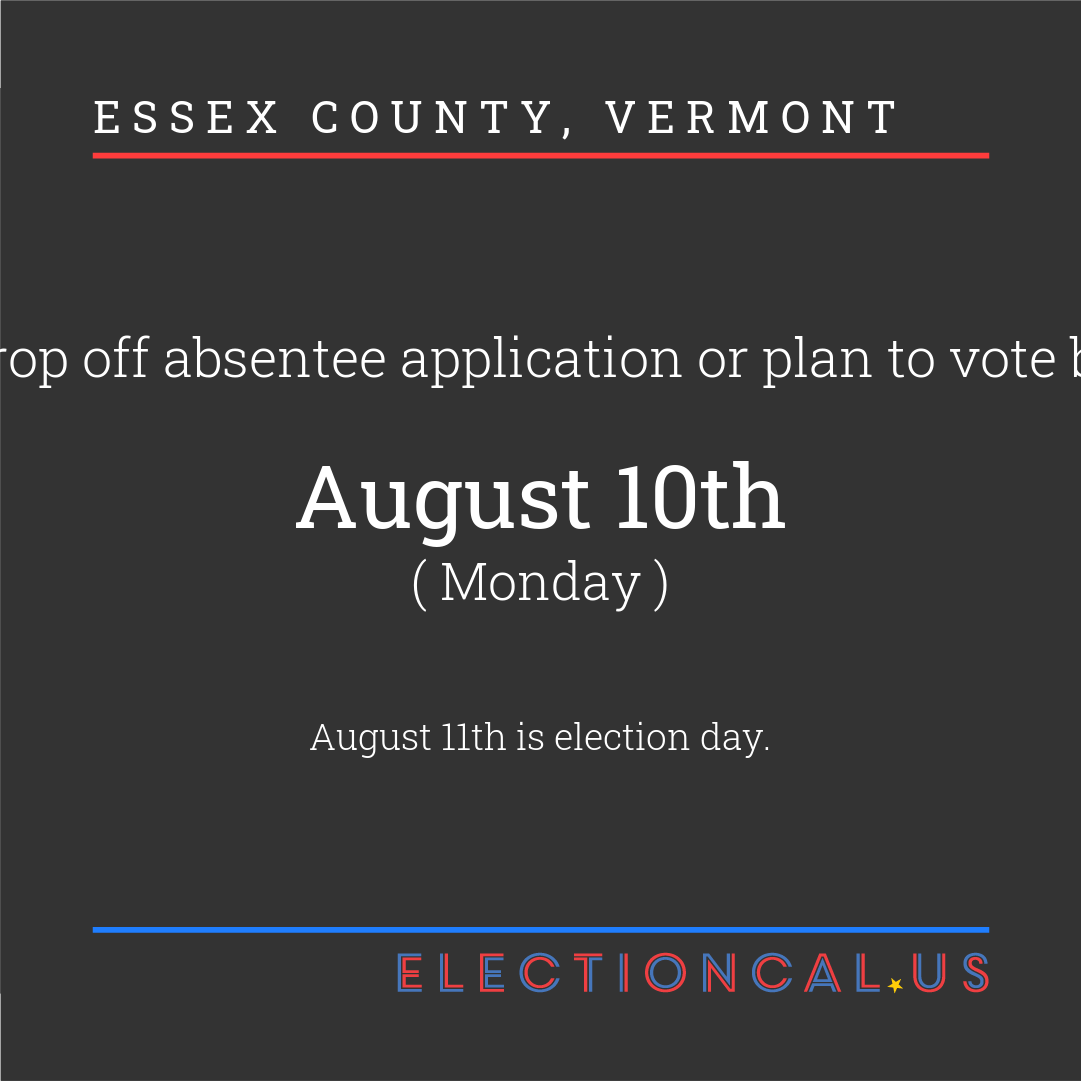 ESSEX COUNTY, VERMONT
rop off absentee application or plan to vote b
August 10th
( Monday )
August 11th is election day.
ELECTIONCAL.US